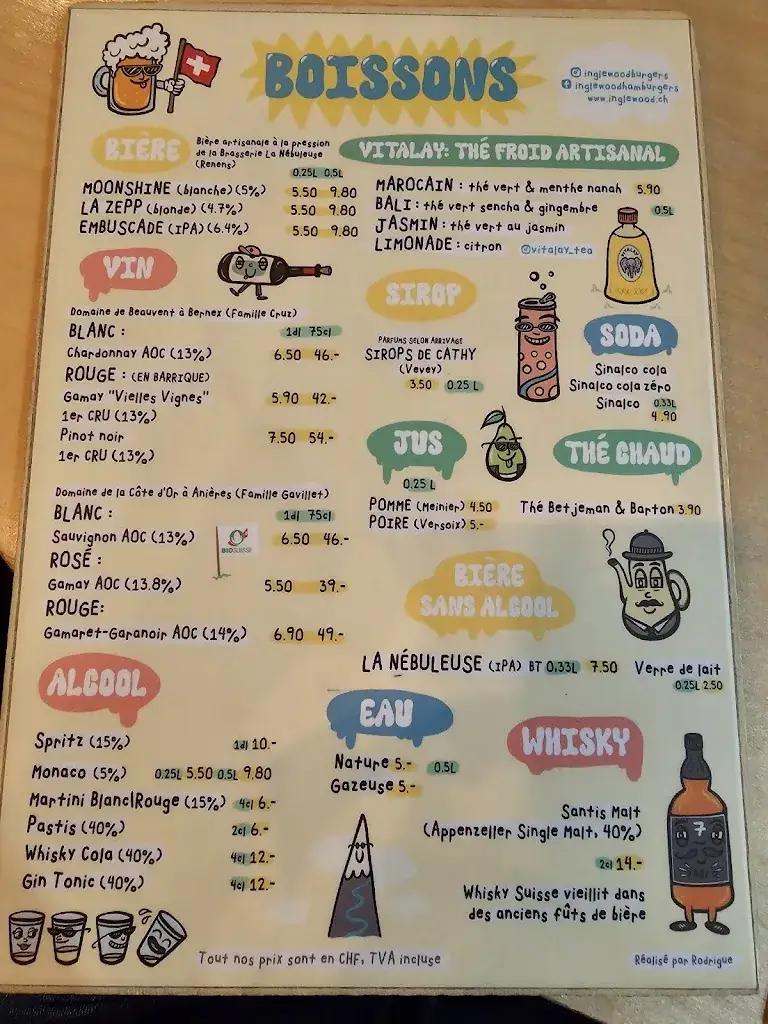 BOISSONS
inglewoodburgers
inglewoodhamburgers
www.inglewood.ch
BIÈRE
Bière artisanale à la pression
de la Brasserie La Nébuleuse
(Renens)
0.25L 0.5L
MOONSHINE (blanche) (5%) 5.50 9.80
LA ZEPP (blonde) (4.7%) 5.50 9.80
EMBUSCADE (IPA) (6.4%) 5.50 9.80
VITALAY: THÉ FROID ARTISANAL
MAROCAIN : thé vert & menthe nanah 5.90
BALI : thé vert sencha & gingembre 0.5L
JASMIN : thé vert au jasmin
LIMONADE : citron @vitalay_tea
VITALAY
VIN
Domaine de Beauvent à Bernex (Famille Cruz)
BLANC : 1dl 75cl
Chardonnay AOC (13%) 6.50 46.-
ROUGE : (EN BARRIQUE)
Gamay "Vielles Vignes" 5.90 42.-
1er CRU (13%)
Pinot noir 7.50 54.-
1er CRU (13%)
Domaine de la Côte d'Or à Anières (Famille Gavillet)
BLANC : 1dl 75cl
Sauvignon AOC (13%) 6.50 46.-
BIOSUISSE
ROSÉ :
Gamay AOC (13.8%) 5.50 39.-
ROUGE:
Gamaret-Garanoir AOC (14%) 6.90 49.-
SIROP
PARFUMS SELON ARRIVAGE
SIROPS DE CATHY
(Vevey)
3.50 0.25 L
SODA
Sinalco cola
Sinalco cola zéro
Sinalco 0.33L
4.90
JUS
0.25 L
POMME (Meinier) 4.50
POIRE (Versoix) 5.-
THÉ CHAUD
Thé Betjeman & Barton 3.90
BIÈRE
SANS ALCOOL
LA NÉBULEUSE (IPA) BT 0.33L 7.50
Verre de lait
0.25L 2.50
ALCOOL
Spritz (15%) 1dl 10.-
Monaco (5%) 0.25L 5.50 0.5L 9.80
Martini Blanc|Rouge (15%) 4cl 6.-
Pastis (40%) 2cl 6.-
Whisky Cola (40%) 4cl 12.-
Gin Tonic (40%) 4cl 12.-
EAU
Nature 5.- 0.5L
Gazeuse 5.-
WHISKY
Santis Malt
(Appenzeller Single Malt, 40%)
2cl 14.-
Whisky Suisse vieillit dans
des anciens fûts de bière
7
Tout nos prix sont en CHF, TVA incluse
Réalisé par Rodrigue